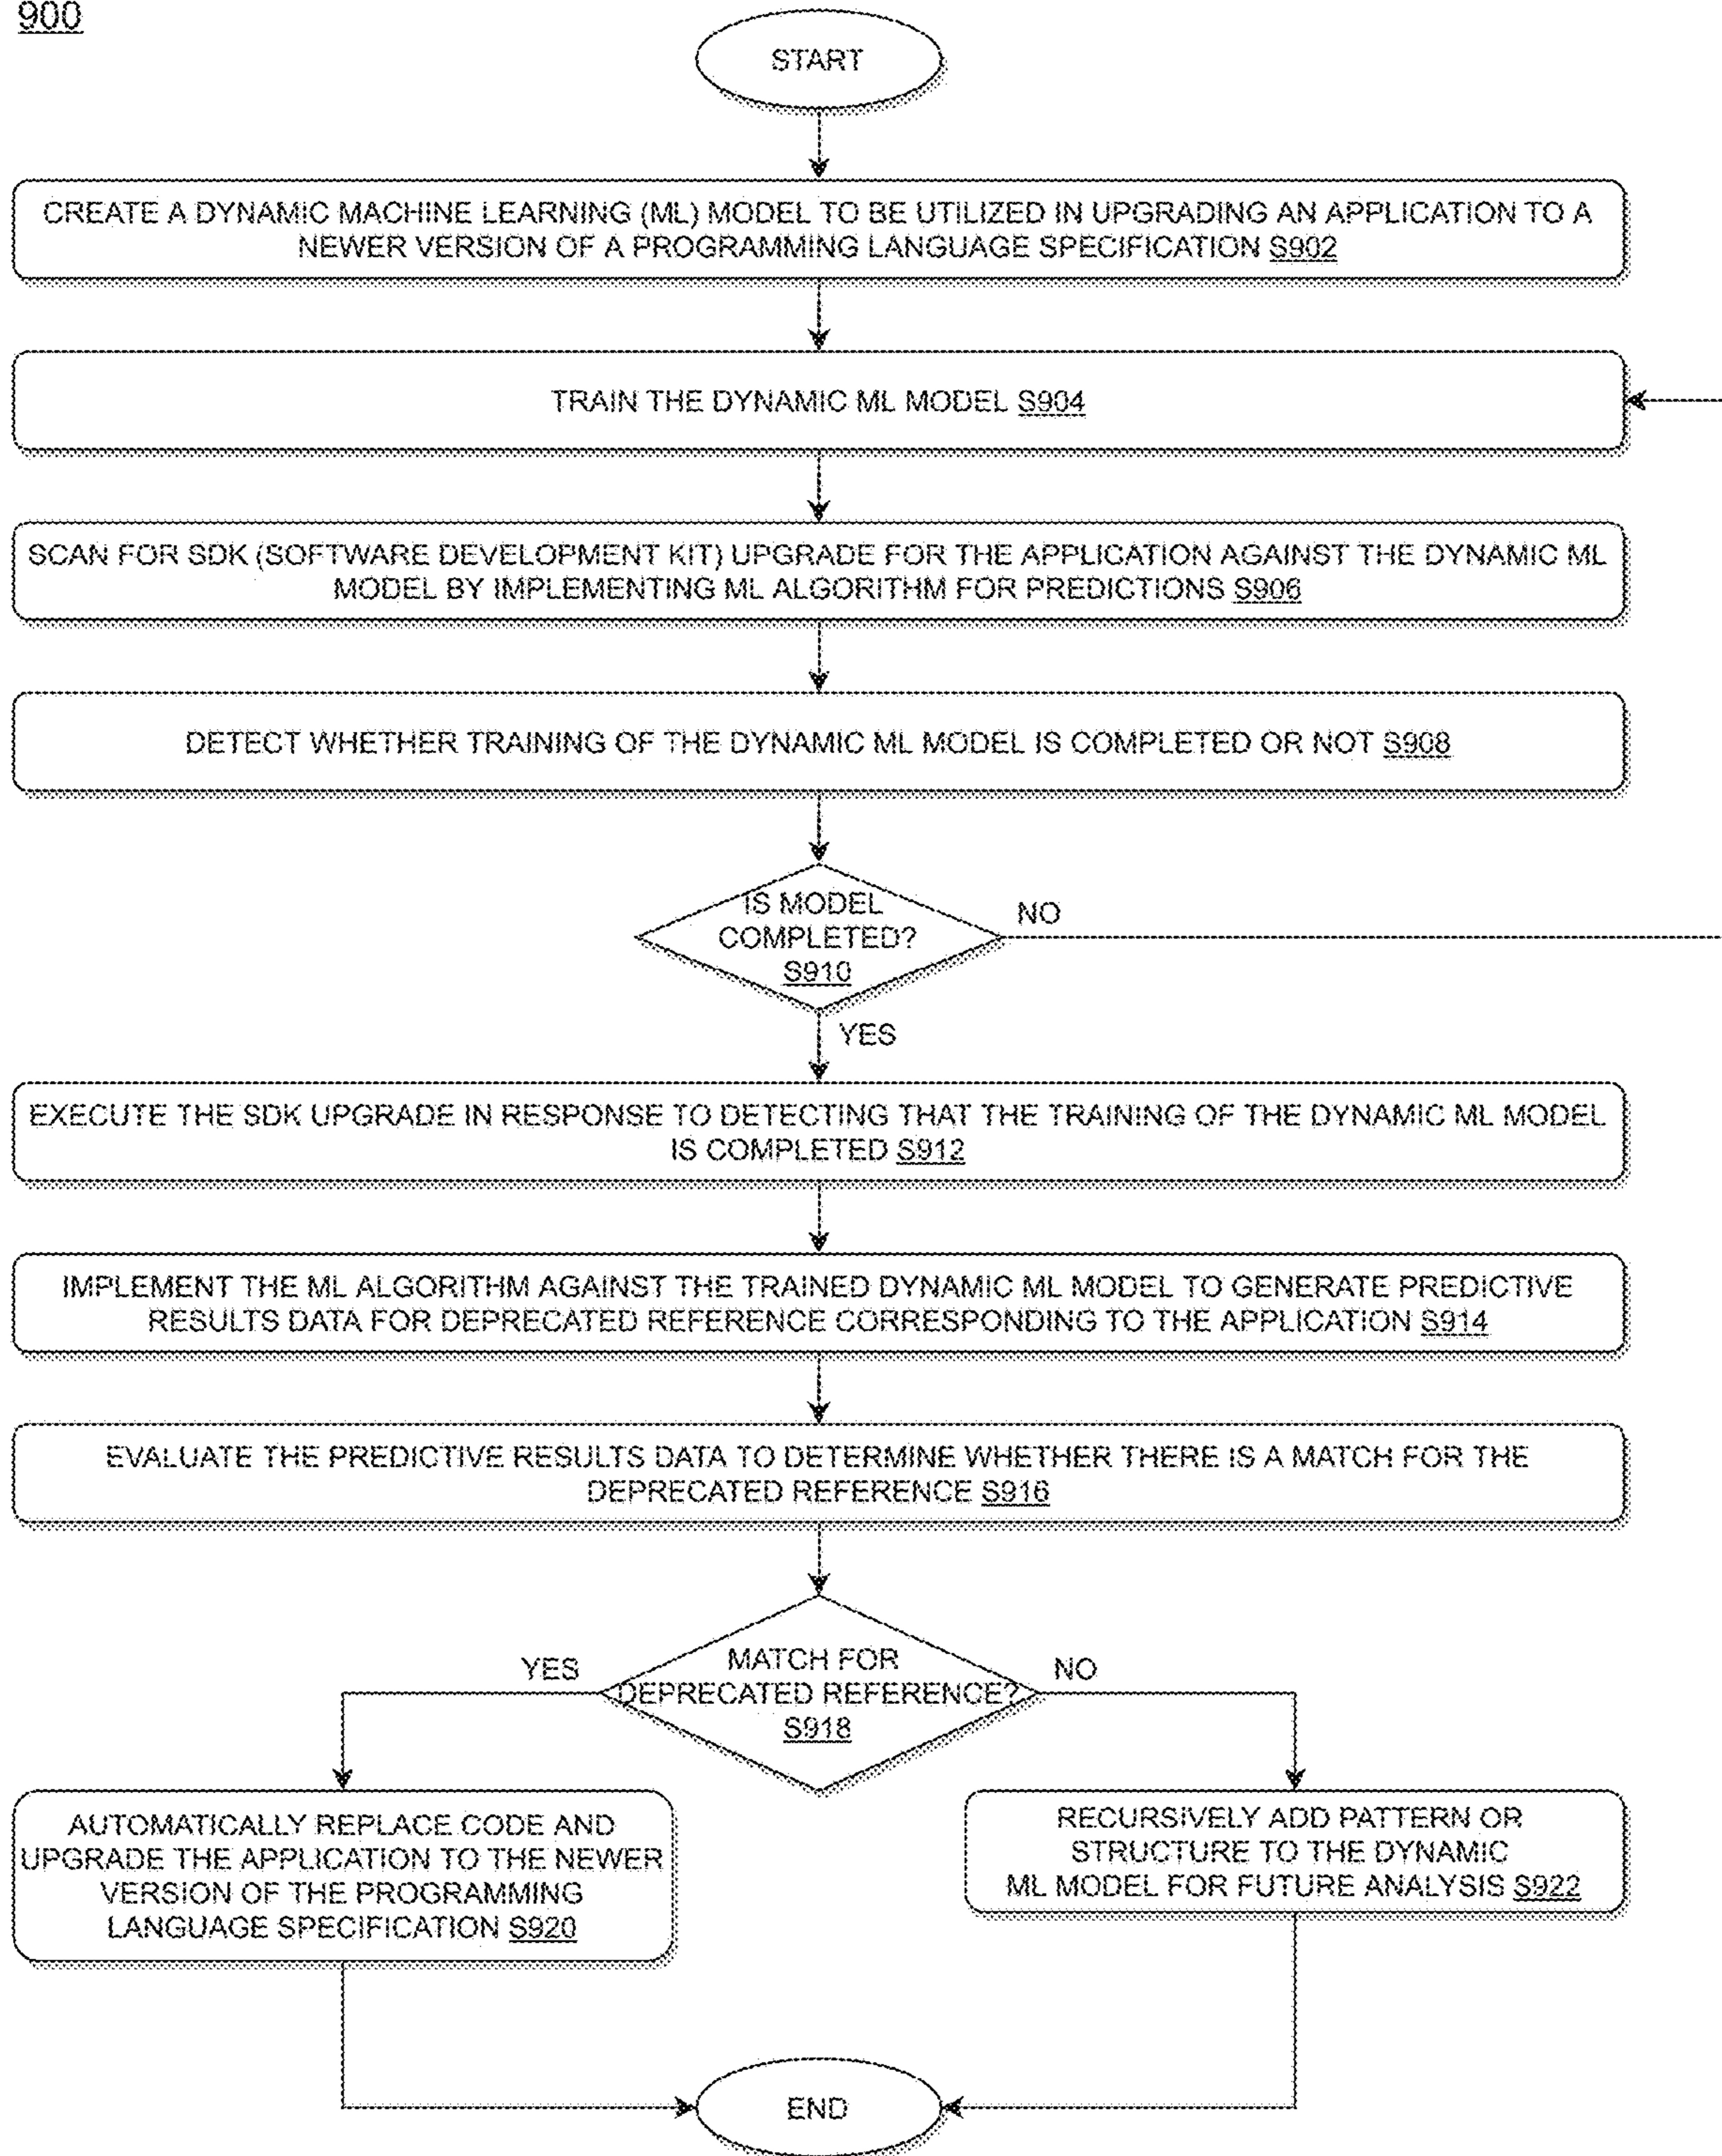 900
START
CREATE A DYNAMIC MACHINE LEARNING (ML) MODEL TO BE UTILIZED IN UPGRADING AN APPLICATION TO A
NEWER VERSION OF A PROGRAMMING LANGUAGE SPECIFICATION S902
TRAIN THE DYNAMIC ML MODEL S904
SCAN FOR SDK (SOFTWARE DEVELOPMENT KIT) UPGRADE FOR THE APPLICATION AGAINST THE DYNAMIC ML
MODEL BY IMPLEMENTING ML ALGORITHM FOR PREDICTIONS S906
DETECT WHETHER TRAINING OF THE DYNAMIC ML MODEL IS COMPLETED OR NOT S908
IS MODEL
COMPLETED?
S910
NO
YES
EXECUTE THE SDK UPGRADE IN RESPONSE TO DETECTING THAT THE TRAINING OF THE DYNAMIC ML MODEL
IS COMPLETED S912
IMPLEMENT THE ML ALGORITHM AGAINST THE TRAINED DYNAMIC ML MODEL TO GENERATE PREDICTIVE
RESULTS DATA FOR DEPRECATED REFERENCE CORRESPONDING TO THE APPLICATION S914
EVALUATE THE PREDICTIVE RESULTS DATA TO DETERMINE WHETHER THERE IS A MATCH FOR THE
DEPRECATED REFERENCE S916
YES
MATCH FOR
DEPRECATED REFERENCE?
S918
NO
AUTOMATICALLY REPLACE CODE AND
UPGRADE THE APPLICATION TO THE NEWER
VERSION OF THE PROGRAMMING
LANGUAGE SPECIFICATION S920
RECURSIVELY ADD PATTERN OR
STRUCTURE TO THE DYNAMIC
ML MODEL FOR FUTURE ANALYSIS S922
END